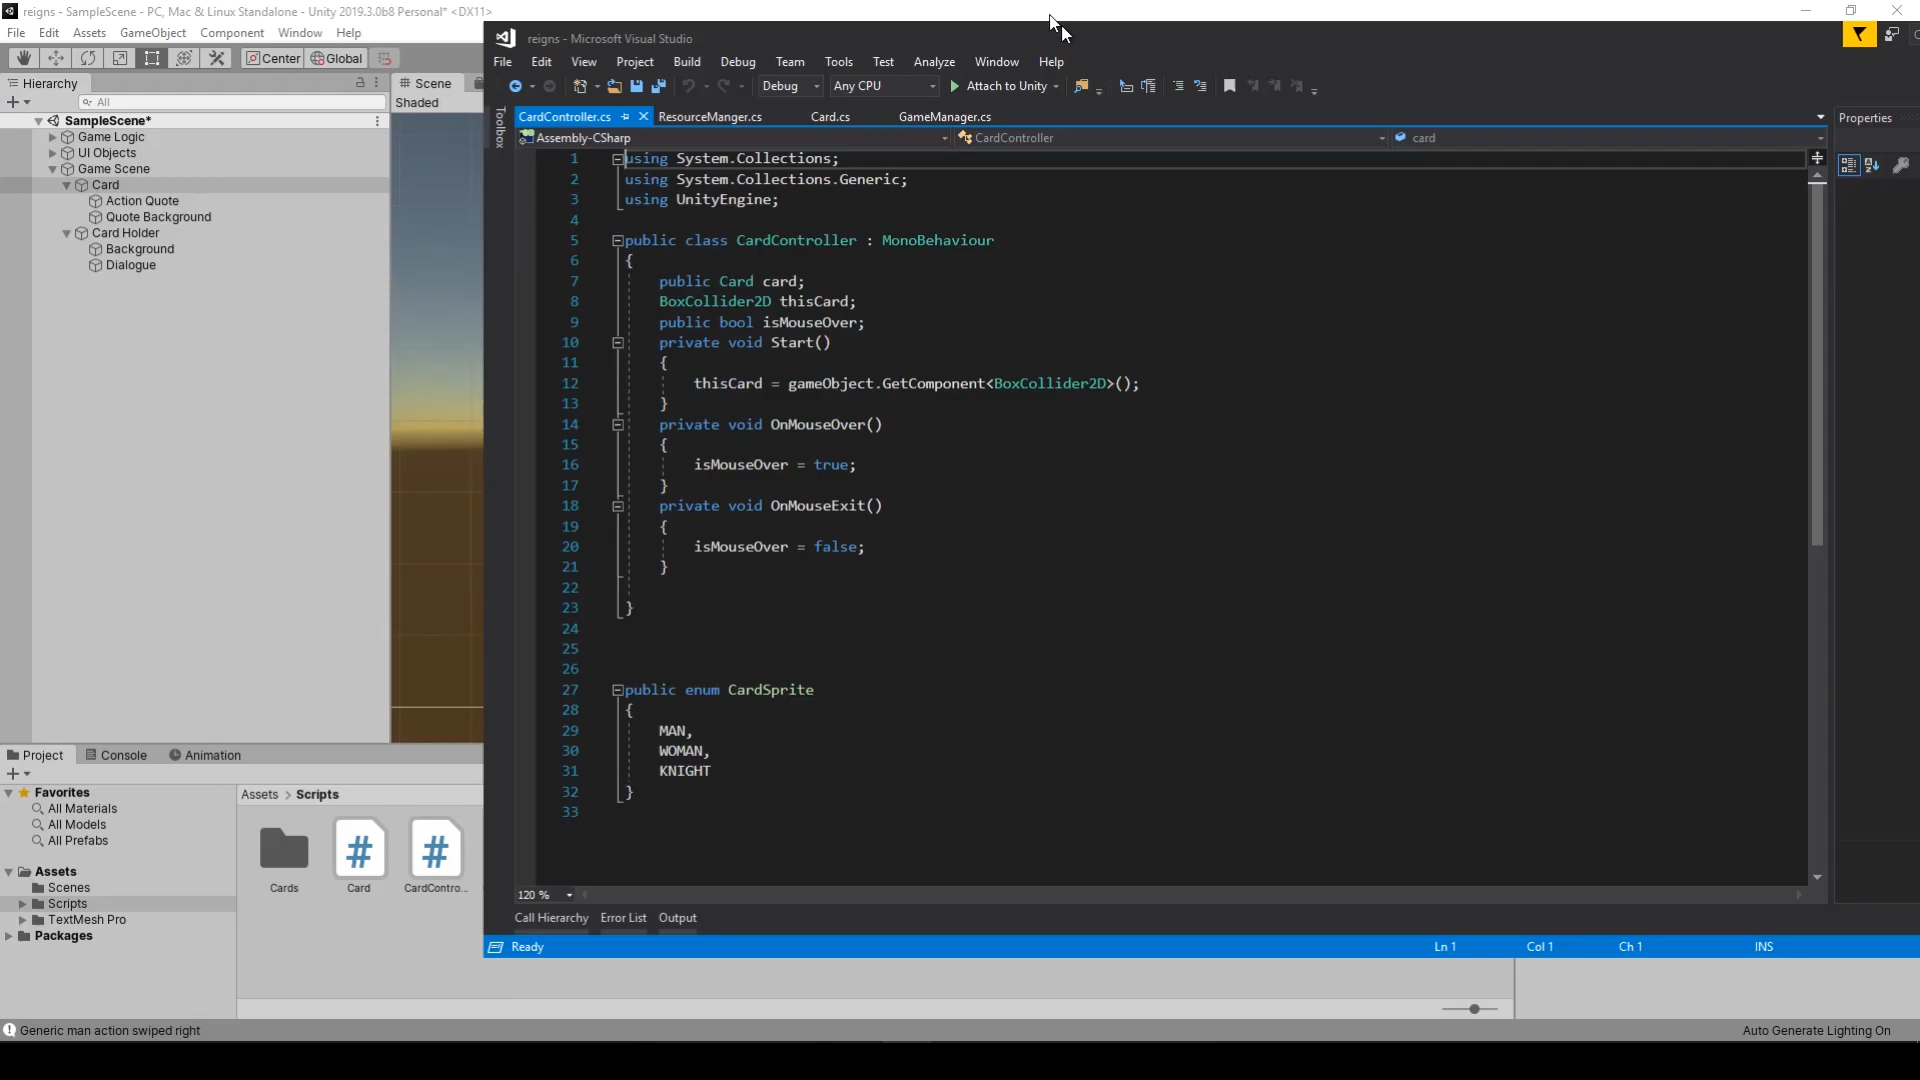 reigns - SampleScene - PC, Mac & Linux Standalone - Unity 2019.3.0b8 Personal* <DX11>
File Edit Assets GameObject Component Window Help
Center Global
Hierarchy
All
SampleScene*
Game Logic
UI Objects
Game Scene
Card
Action Quote
Quote Background
Card Holder
Background
Dialogue
Scene
Shaded
reigns - Microsoft Visual Studio
File Edit View Project Build Debug Team Tools Test Analyze Window Help
Debug Any CPU Attach to Unity
Toolbox
CardController.cs ResourceManger.cs Card.cs GameManager.cs
Assembly-CSharp CardController card
1 using System.Collections;
2 using System.Collections.Generic;
3 using UnityEngine;
4
5 public class CardController : MonoBehaviour
6 {
7 public Card card;
8 BoxCollider2D thisCard;
9 public bool isMouseOver;
10 private void Start()
11 {
12 thisCard = gameObject.GetComponent<BoxCollider2D>();
13 }
14 private void OnMouseOver()
15 {
16 isMouseOver = true;
17 }
18 private void OnMouseExit()
19 {
20 isMouseOver = false;
21 }
22
23 }
24
25
26
27 public enum CardSprite
28 {
29 MAN,
30 WOMAN,
31 KNIGHT
32 }
33
120 %
Call Hierarchy Error List Output
Ready Ln 1 Col 1 Ch 1 INS
Properties
Project Console Animation
Favorites
All Materials
All Models
All Prefabs
Assets
Scenes
Scripts
TextMesh Pro
Packages
Assets > Scripts
Cards Card CardContro...
Generic man action swiped right
Auto Generate Lighting On